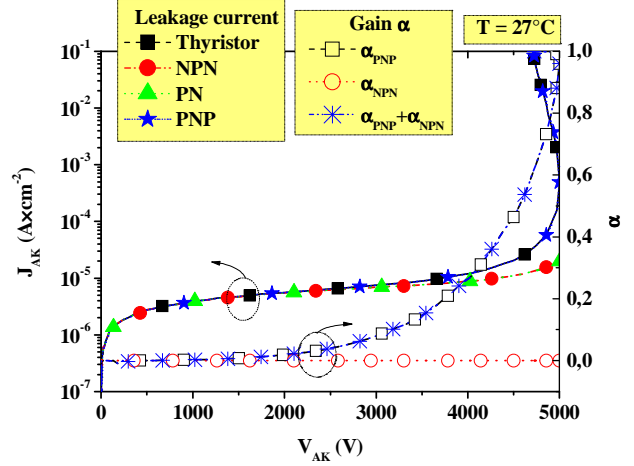 Leakage current
Thyristor
NPN
PN
PNP
Gain α
α_PNP
α_NPN
α_PNP+α_NPN
T = 27°C
10^-1
10^-2
10^-3
10^-4
10^-5
10^-6
10^-7
J_AK (A×cm^-2)
1,0
0,8
0,6
0,4
0,2
0,0
α
0
1000
2000
3000
4000
5000
V_AK (V)